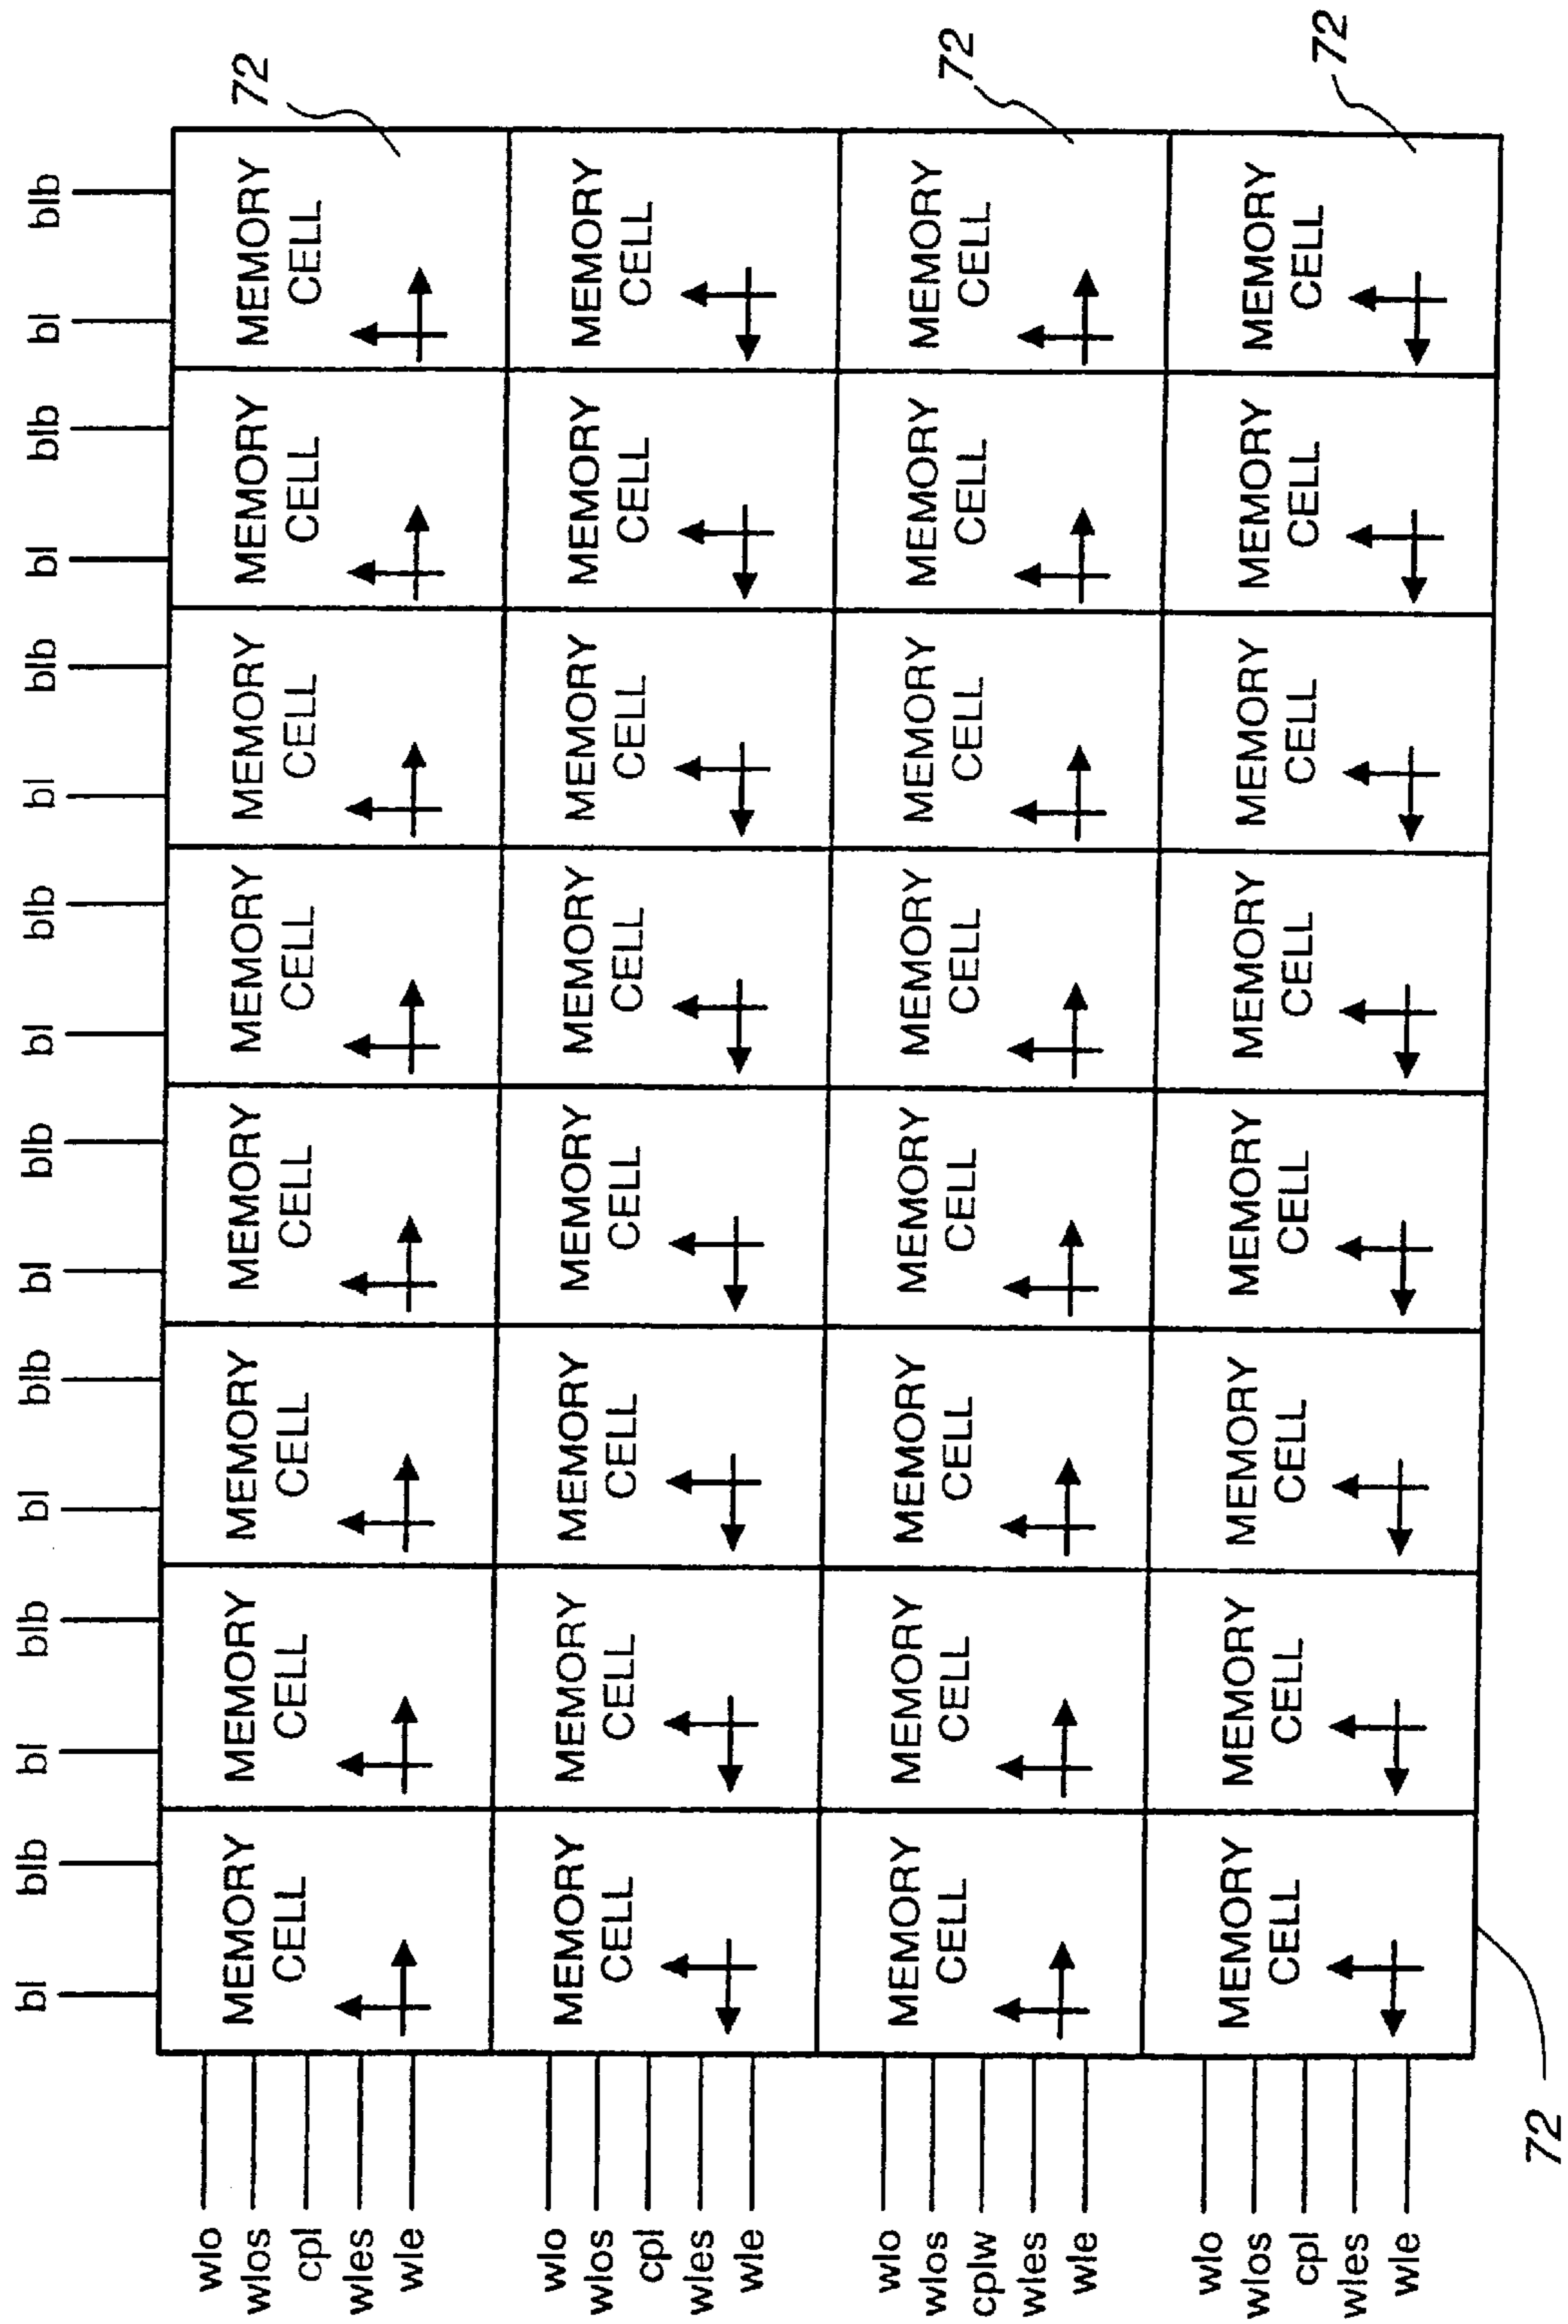 bl blb bl blb bl blb bl blb bl blb bl blb bl blb bl blb
wlo
MEMORY MEMORY MEMORY MEMORY MEMORY MEMORY MEMORY MEMORY 72
wlos
CELL CELL CELL CELL CELL CELL CELL CELL
cpl
wles
wle
wlo
MEMORY MEMORY MEMORY MEMORY MEMORY MEMORY MEMORY MEMORY
wlos
CELL CELL CELL CELL CELL CELL CELL CELL
cpl
wles
wle
wlo
MEMORY MEMORY MEMORY MEMORY MEMORY MEMORY MEMORY MEMORY 72
wlos
CELL CELL CELL CELL CELL CELL CELL CELL
cplw
wles
wle
wlo
MEMORY MEMORY MEMORY MEMORY MEMORY MEMORY MEMORY MEMORY 72
wlos
CELL CELL CELL CELL CELL CELL CELL CELL
cpl
wles
wle
72